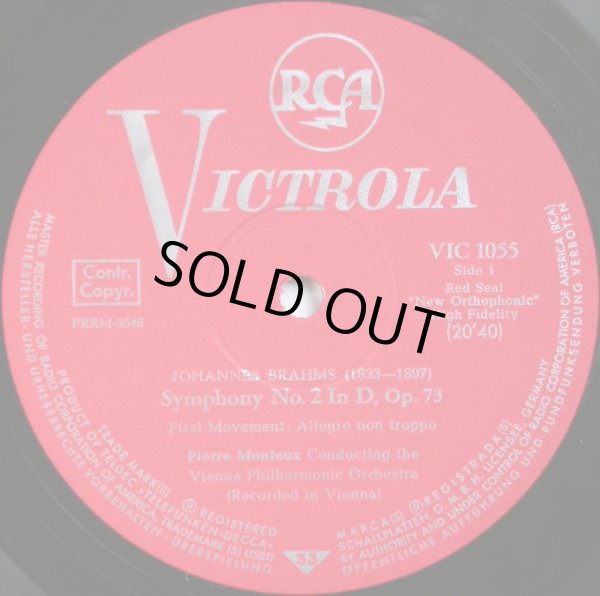 RCA
VICTROLA
VIC 1055
Side 1
Red Seal
"New Orthophonic"
Fidelity
(20'40)
Contr.
Copyr.
PRRM-3546
SOLD OUT
JOHANNES BRAHMS (1833—1897)
Symphony No. 2 In D, Op. 73
First Movement: Allegro non troppo
Pierre Monteux Conducting the
Vienna Philharmonic Orchestra
(Recorded in Vienna)
33
MASTER RECORDING OF RADIO CORPORATION OF AMERICA, TRADEMARK (S) USED BY AUTHORITY AND UNDER CONTROL OF RADIO CORPORATION OF AMERICA (RCA)
ALLE HERSTELLER- UND URHEBERRECHTE VORBEHALTEN · ÜBERSPIELUNG ÖFFENTLICHE AUFFÜHRUNG UND RUNDFUNKSENDUNG VERBOTEN
PRODUCT OF TELDEC »TELEFUNKEN-DECCA« SCHALLPLATTEN G. M. B. H. LICENSEE, GERMANY
TRADE MARK(S) ® REGISTERED
MARCA(S) ® REGISTRADA(S)